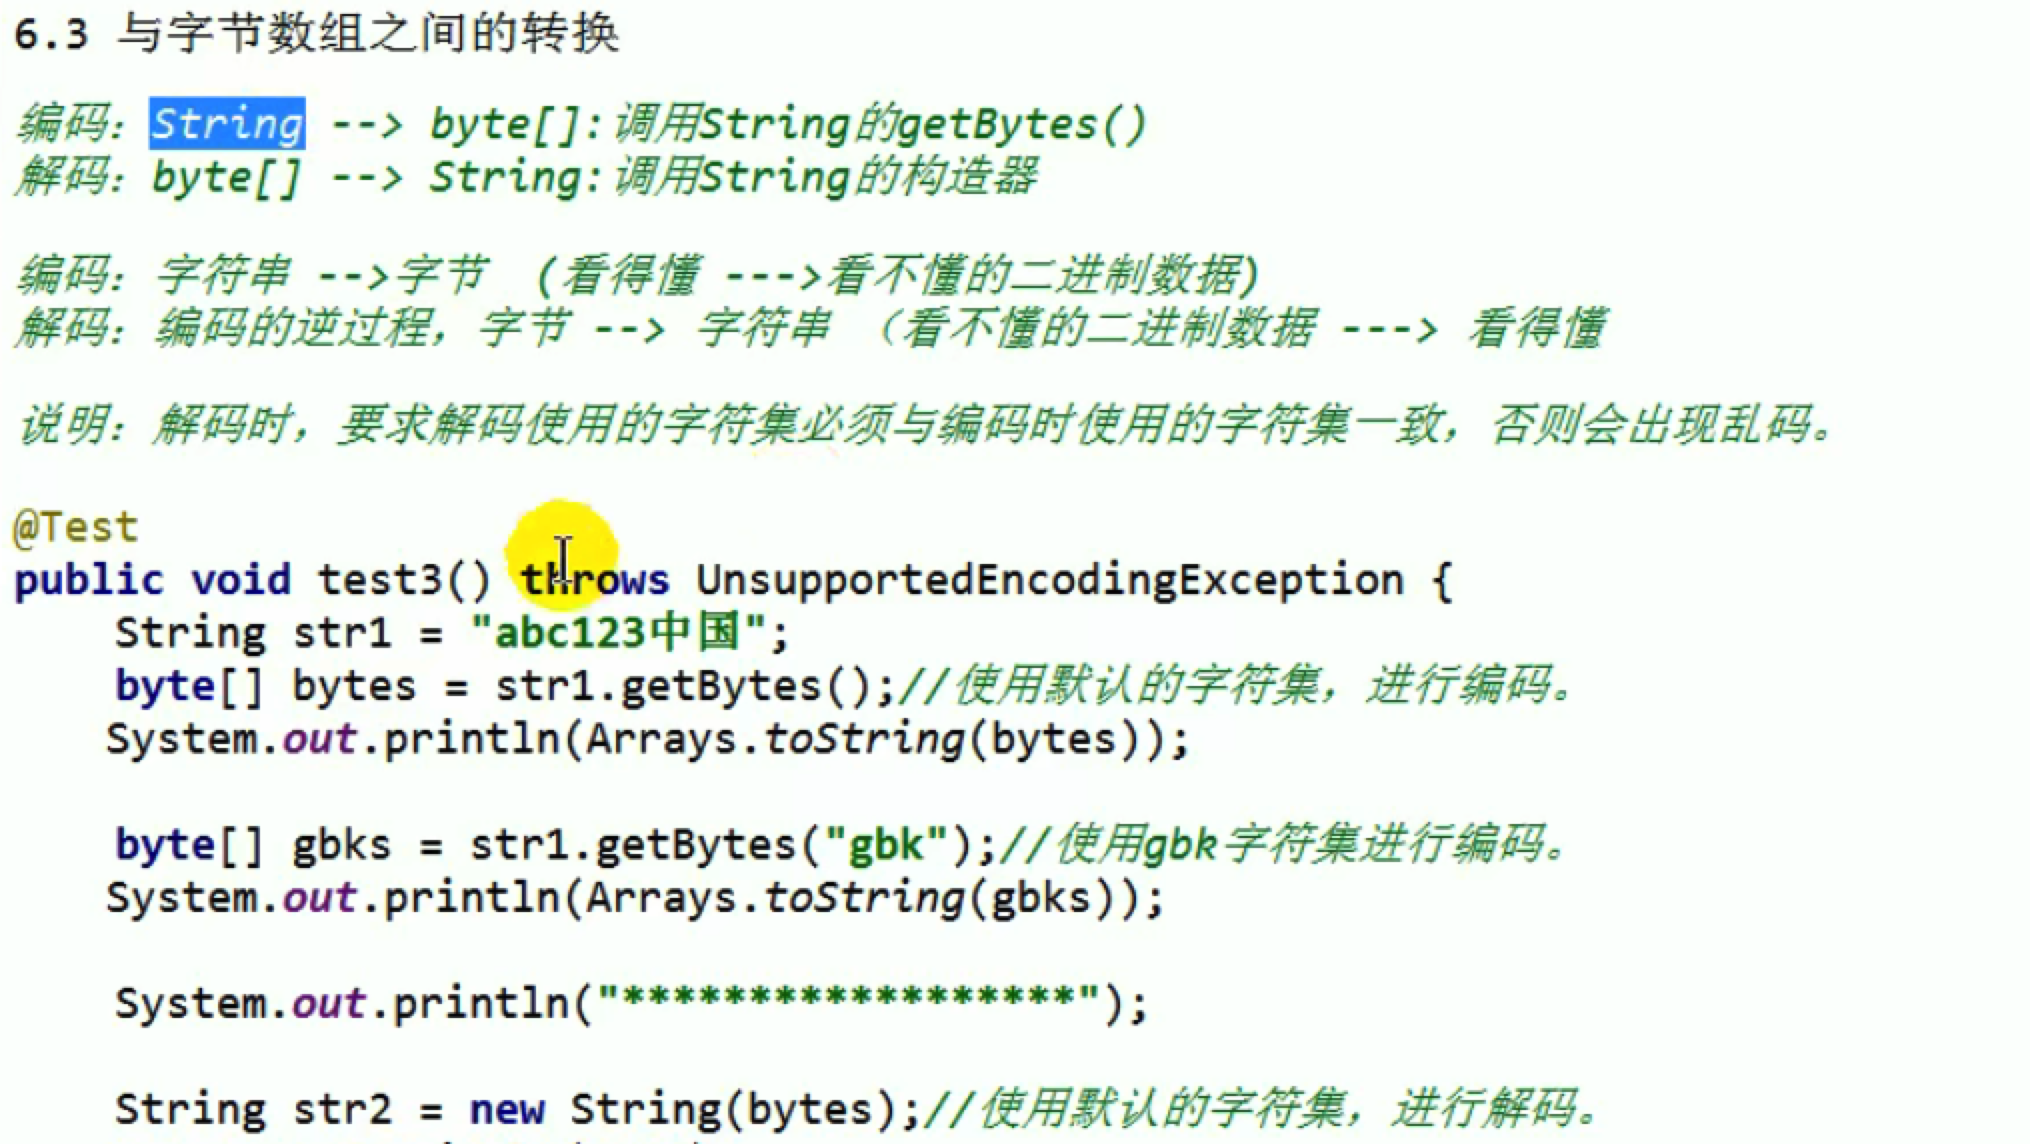 6.3 与字节数组之间的转换
编码：String --> byte[]:调用String的getBytes()
解码：byte[] --> String:调用String的构造器
编码：字符串 -->字节 (看得懂 --->看不懂的二进制数据)
解码：编码的逆过程，字节 --> 字符串 （看不懂的二进制数据 ---> 看得懂
说明：解码时，要求解码使用的字符集必须与编码时使用的字符集一致，否则会出现乱码。
@Test
public void test3() throws UnsupportedEncodingException {
String str1 = "abc123中国";
byte[] bytes = str1.getBytes();//使用默认的字符集，进行编码。
System.out.println(Arrays.toString(bytes));
byte[] gbks = str1.getBytes("gbk");//使用gbk字符集进行编码。
System.out.println(Arrays.toString(gbks));
System.out.println("******************");
String str2 = new String(bytes);//使用默认的字符集，进行解码。